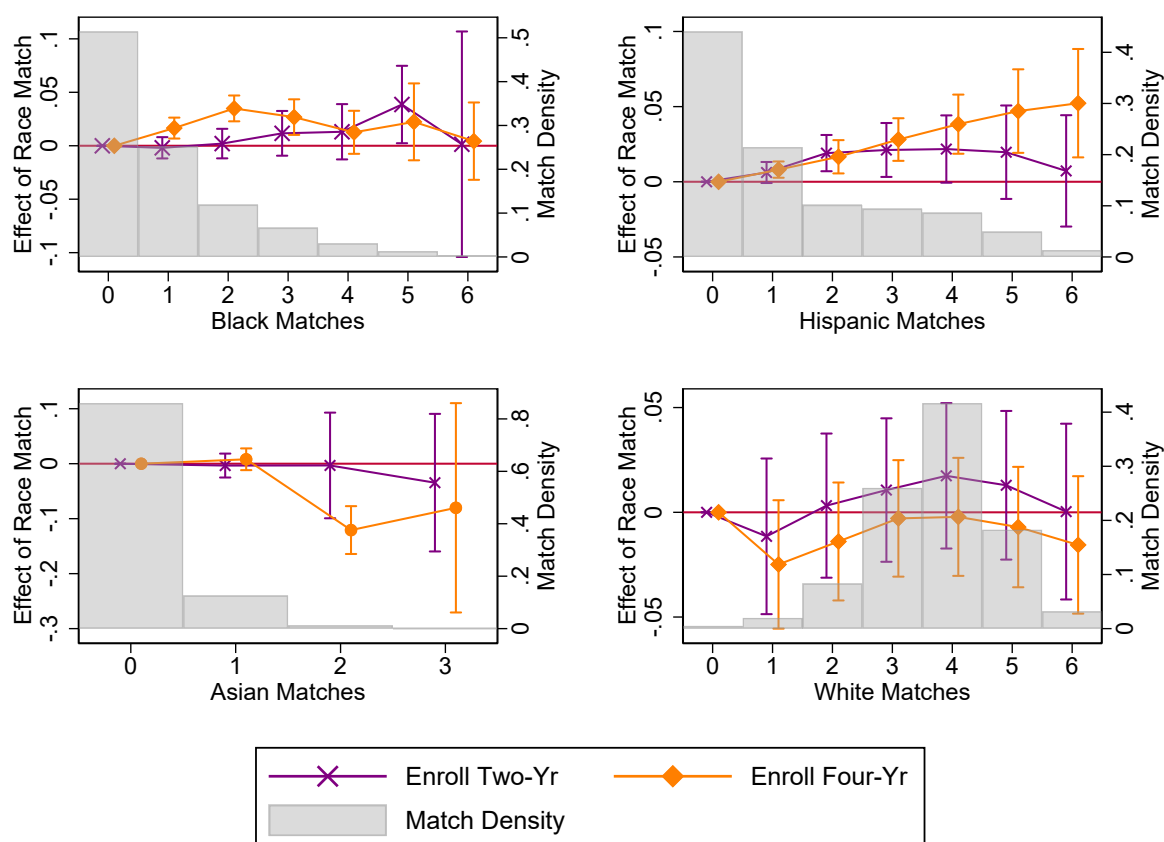 Effect of Race Match
.1
.05
0
-.05
-.1
.5
.4
.3
.2
.1
0
Match Density
0 1 2 3 4 5 6
Black Matches
Effect of Race Match
.1
.05
0
-.05
.4
.3
.2
.1
0
Match Density
0 1 2 3 4 5 6
Hispanic Matches
Effect of Race Match
.1
0
-.1
-.2
-.3
.8
.6
.4
.2
0
Match Density
0 1 2 3
Asian Matches
Effect of Race Match
.05
0
-.05
.4
.3
.2
.1
0
Match Density
0 1 2 3 4 5 6
White Matches
Enroll Two-Yr Enroll Four-Yr
Match Density